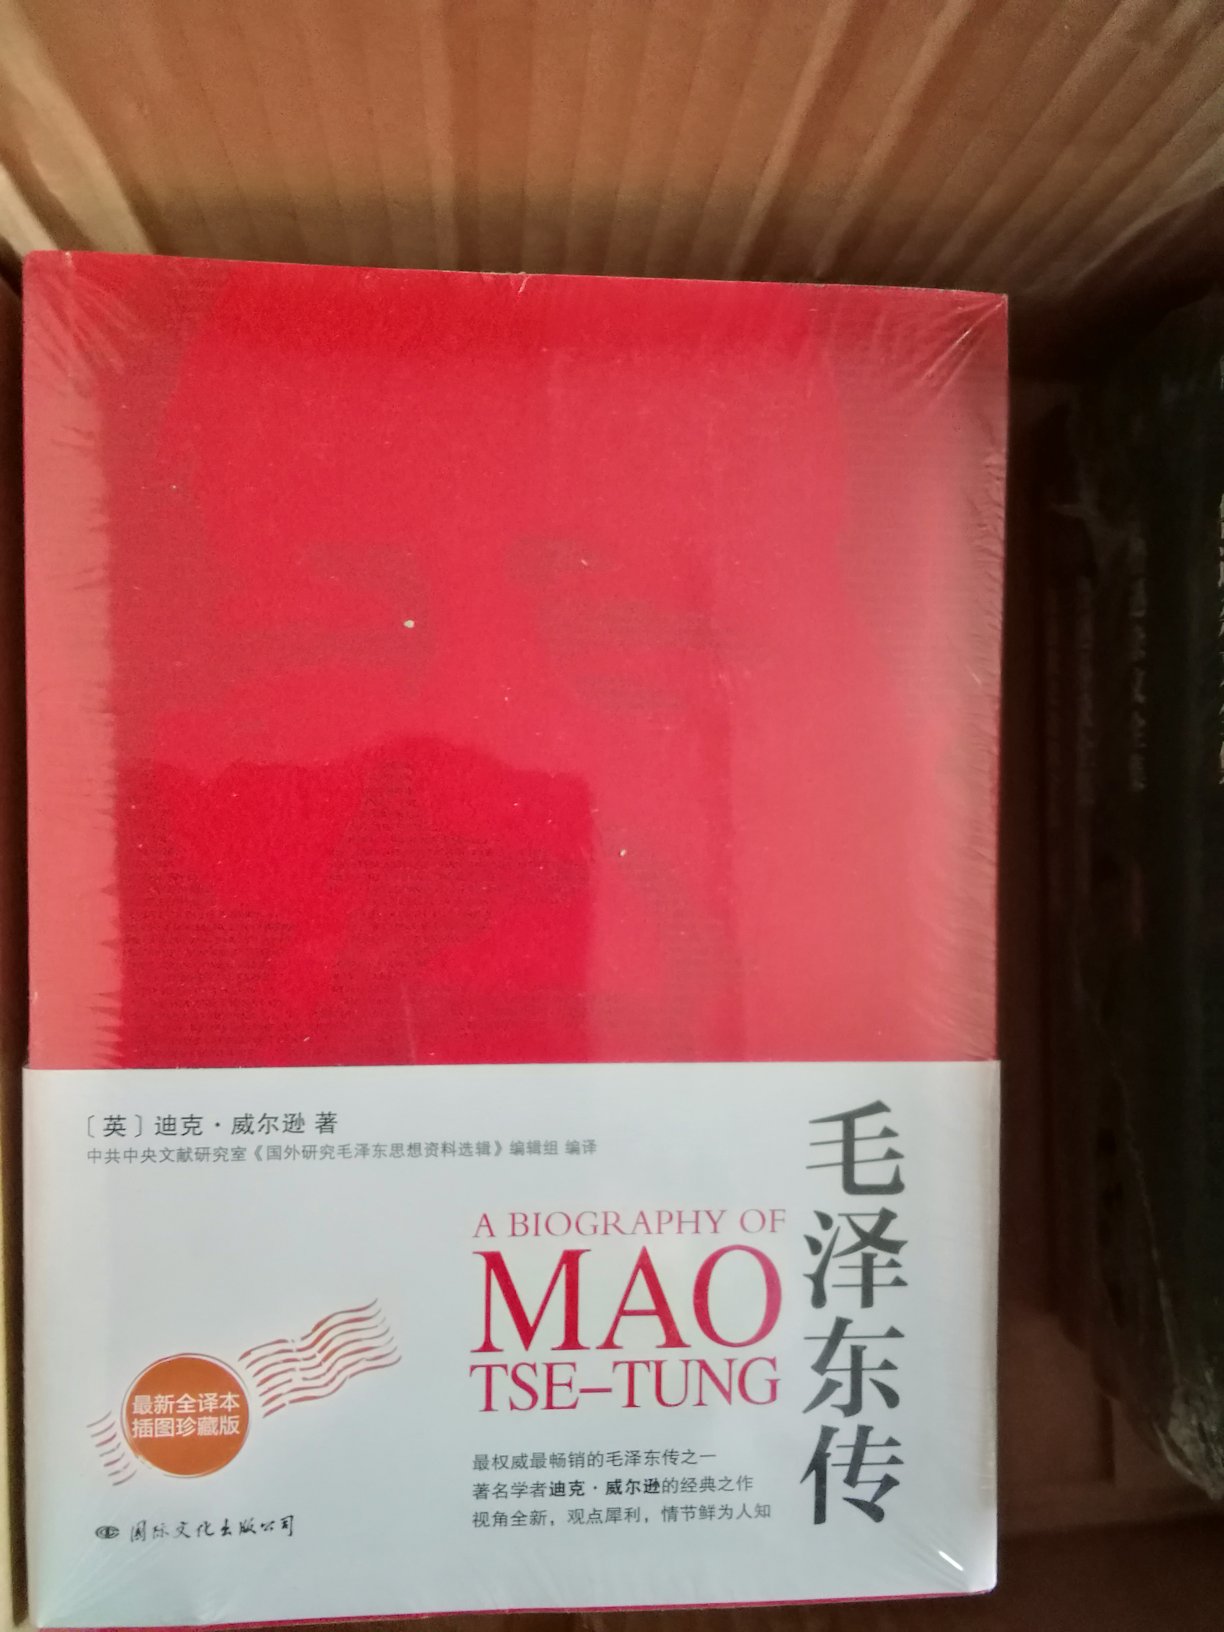 〔英〕迪克·威尔逊 著
中共中央文献研究室《国外研究毛泽东思想资料选辑》编辑组 编译
毛泽东传
A BIOGRAPHY OF
MAO
TSE-TUNG
最新全译本
插图珍藏版
最权威最畅销的毛泽东传之一
著名学者迪克·威尔逊的经典之作
视角全新，观点犀利，情节鲜为人知
国际文化出版公司